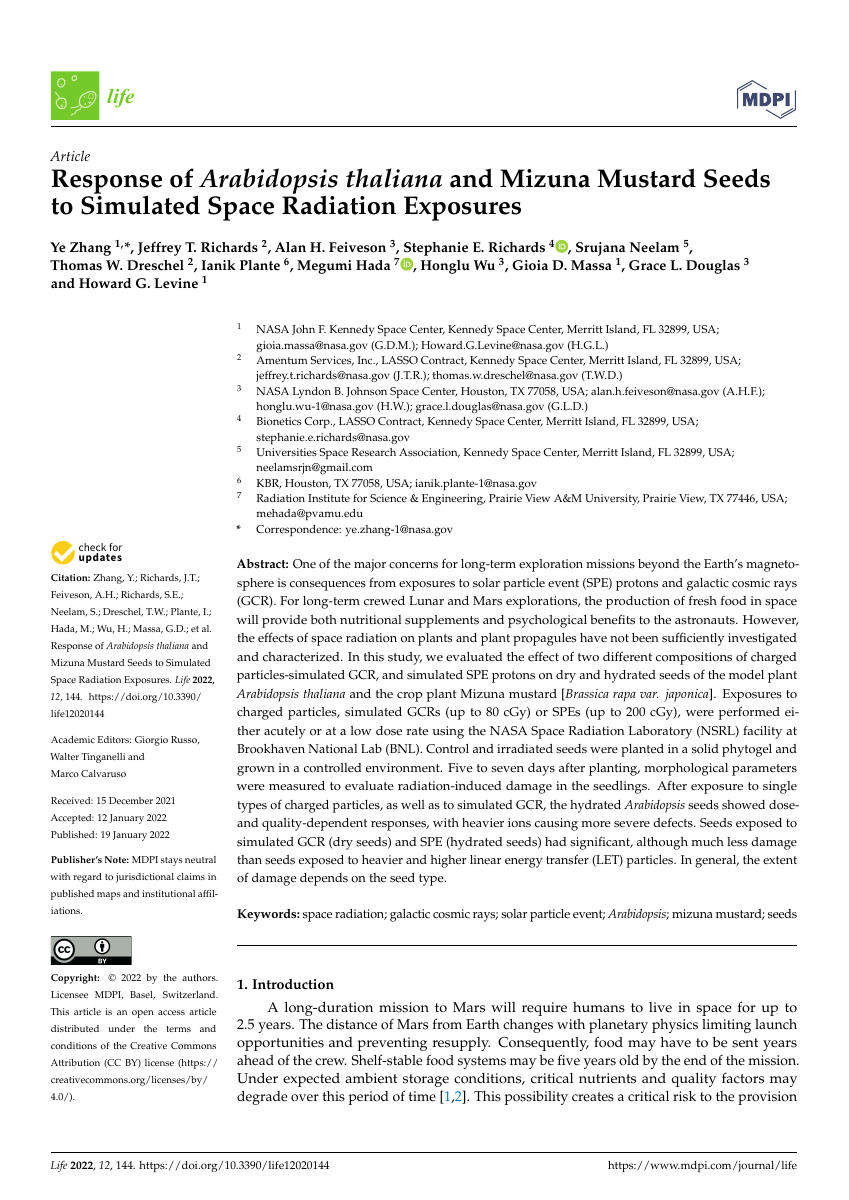 life
MDPI
Article
Response of Arabidopsis thaliana and Mizuna Mustard Seeds
to Simulated Space Radiation Exposures
Ye Zhang 1,*, Jeffrey T. Richards 2, Alan H. Feiveson 3, Stephanie E. Richards 4 iD, Srujana Neelam 5,
Thomas W. Dreschel 2, Ianik Plante 6, Megumi Hada 7 iD, Honglu Wu 3, Gioia D. Massa 1, Grace L. Douglas 3
and Howard G. Levine 1
1 NASA John F. Kennedy Space Center, Kennedy Space Center, Merritt Island, FL 32899, USA;
gioia.massa@nasa.gov (G.D.M.); Howard.G.Levine@nasa.gov (H.G.L.)
2 Amentum Services, Inc., LASSO Contract, Kennedy Space Center, Merritt Island, FL 32899, USA;
jeffrey.t.richards@nasa.gov (J.T.R.); thomas.w.dreschel@nasa.gov (T.W.D.)
3 NASA Lyndon B. Johnson Space Center, Houston, TX 77058, USA; alan.h.feiveson@nasa.gov (A.H.F.);
honglu.wu-1@nasa.gov (H.W.); grace.l.douglas@nasa.gov (G.L.D.)
4 Bionetics Corp., LASSO Contract, Kennedy Space Center, Merritt Island, FL 32899, USA;
stephanie.e.richards@nasa.gov
5 Universities Space Research Association, Kennedy Space Center, Merritt Island, FL 32899, USA;
neelamsrjn@gmail.com
6 KBR, Houston, TX 77058, USA; ianik.plante-1@nasa.gov
7 Radiation Institute for Science & Engineering, Prairie View A&M University, Prairie View, TX 77446, USA;
mehada@pvamu.edu
* Correspondence: ye.zhang-1@nasa.gov
check for
updates
Citation: Zhang, Y.; Richards, J.T.;
Feiveson, A.H.; Richards, S.E.;
Neelam, S.; Dreschel, T.W.; Plante, I.;
Hada, M.; Wu, H.; Massa, G.D.; et al.
Response of Arabidopsis thaliana and
Mizuna Mustard Seeds to Simulated
Space Radiation Exposures. Life 2022,
12, 144. https://doi.org/10.3390/
life12020144
Academic Editors: Giorgio Russo,
Walter Tinganelli and
Marco Calvaruso
Received: 15 December 2021
Accepted: 12 January 2022
Published: 19 January 2022
Publisher's Note: MDPI stays neutral
with regard to jurisdictional claims in
published maps and institutional affil-
iations.
cc BY
Copyright: © 2022 by the authors.
Licensee MDPI, Basel, Switzerland.
This article is an open access article
distributed under the terms and
conditions of the Creative Commons
Attribution (CC BY) license (https://
creativecommons.org/licenses/by/
4.0/).
Abstract: One of the major concerns for long-term exploration missions beyond the Earth's magneto-
sphere is consequences from exposures to solar particle event (SPE) protons and galactic cosmic rays
(GCR). For long-term crewed Lunar and Mars explorations, the production of fresh food in space
will provide both nutritional supplements and psychological benefits to the astronauts. However,
the effects of space radiation on plants and plant propagules have not been sufficiently investigated
and characterized. In this study, we evaluated the effect of two different compositions of charged
particles-simulated GCR, and simulated SPE protons on dry and hydrated seeds of the model plant
Arabidopsis thaliana and the crop plant Mizuna mustard [Brassica rapa var. japonica]. Exposures to
charged particles, simulated GCRs (up to 80 cGy) or SPEs (up to 200 cGy), were performed ei-
ther acutely or at a low dose rate using the NASA Space Radiation Laboratory (NSRL) facility at
Brookhaven National Lab (BNL). Control and irradiated seeds were planted in a solid phytogel and
grown in a controlled environment. Five to seven days after planting, morphological parameters
were measured to evaluate radiation-induced damage in the seedlings. After exposure to single
types of charged particles, as well as to simulated GCR, the hydrated Arabidopsis seeds showed dose-
and quality-dependent responses, with heavier ions causing more severe defects. Seeds exposed to
simulated GCR (dry seeds) and SPE (hydrated seeds) had significant, although much less damage
than seeds exposed to heavier and higher linear energy transfer (LET) particles. In general, the extent
of damage depends on the seed type.
Keywords: space radiation; galactic cosmic rays; solar particle event; Arabidopsis; mizuna mustard; seeds
1. Introduction
A long-duration mission to Mars will require humans to live in space for up to
2.5 years. The distance of Mars from Earth changes with planetary physics limiting launch
opportunities and preventing resupply. Consequently, food may have to be sent years
ahead of the crew. Shelf-stable food systems may be five years old by the end of the mission.
Under expected ambient storage conditions, critical nutrients and quality factors may
degrade over this period of time [1,2]. This possibility creates a critical risk to the provision
Life 2022, 12, 144. https://doi.org/10.3390/life12020144
https://www.mdpi.com/journal/life